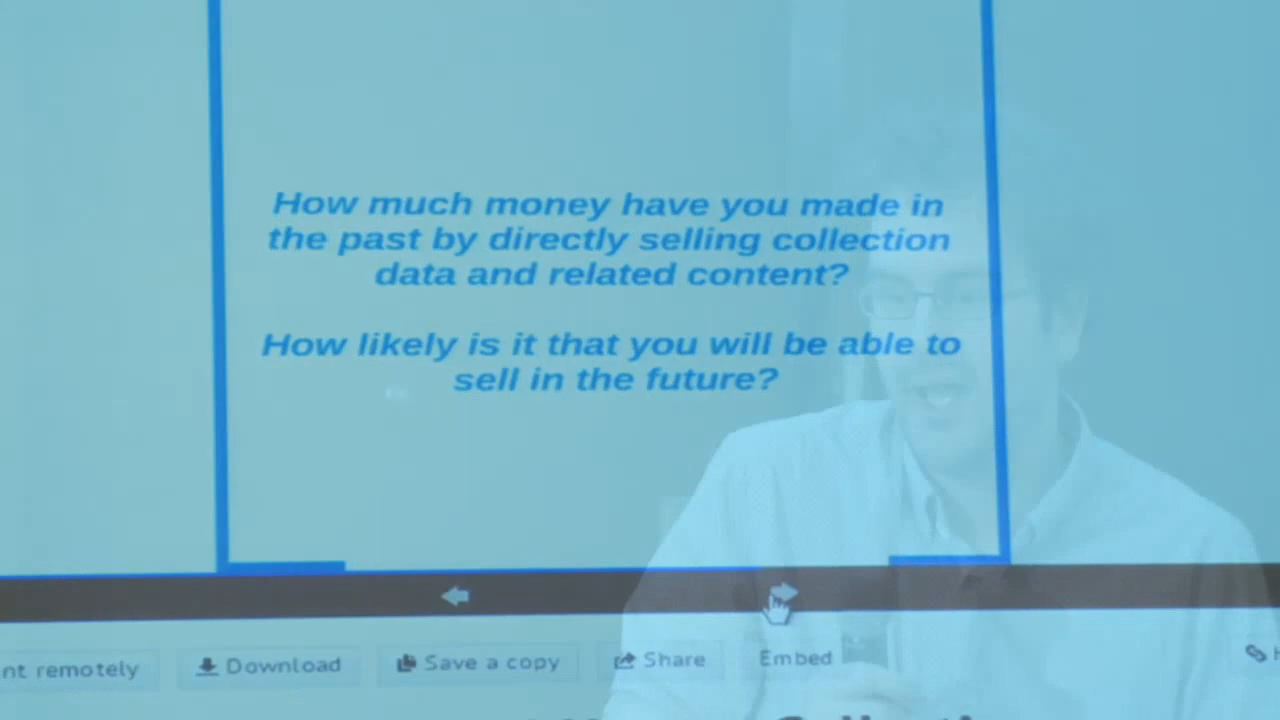 How much money have you made in
the past by directly selling collection
data and related content?
How likely is it that you will be able to
sell in the future?
nt remotely Download Save a copy Share Embed